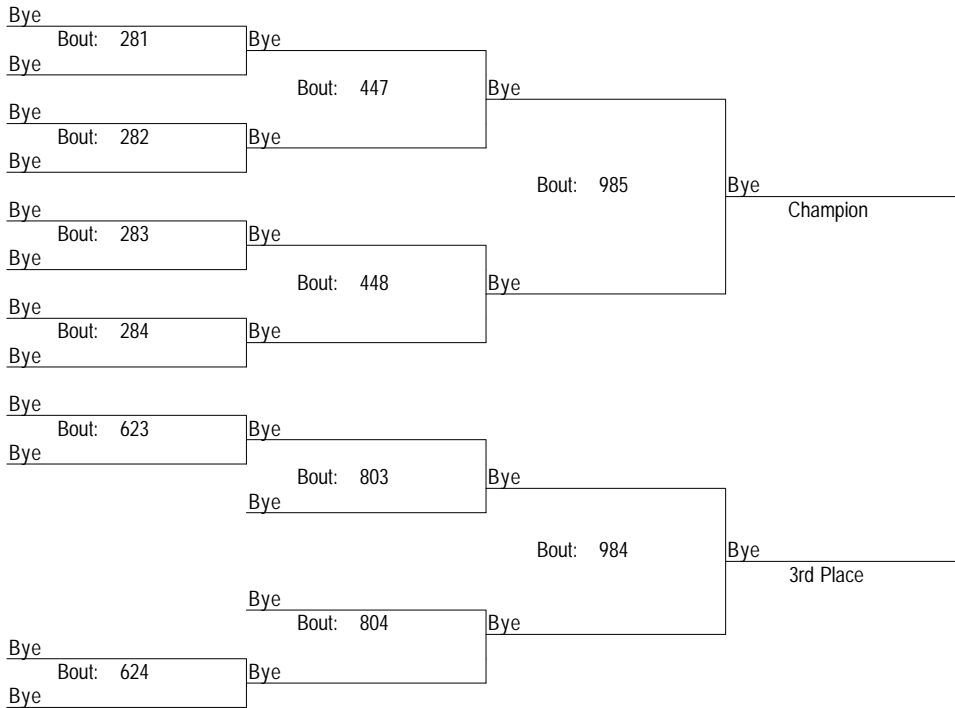 Bye
Bout: 281 Bye
Bye
Bout: 447 Bye
Bye
Bout: 282 Bye
Bye
Bout: 985 Bye
Champion
Bye
Bout: 283 Bye
Bye
Bout: 448 Bye
Bye
Bout: 284 Bye
Bye
Bye
Bout: 623 Bye
Bye
Bout: 803 Bye
Bye
Bout: 984 Bye
3rd Place
Bye
Bout: 804 Bye
Bye
Bout: 624 Bye
Bye